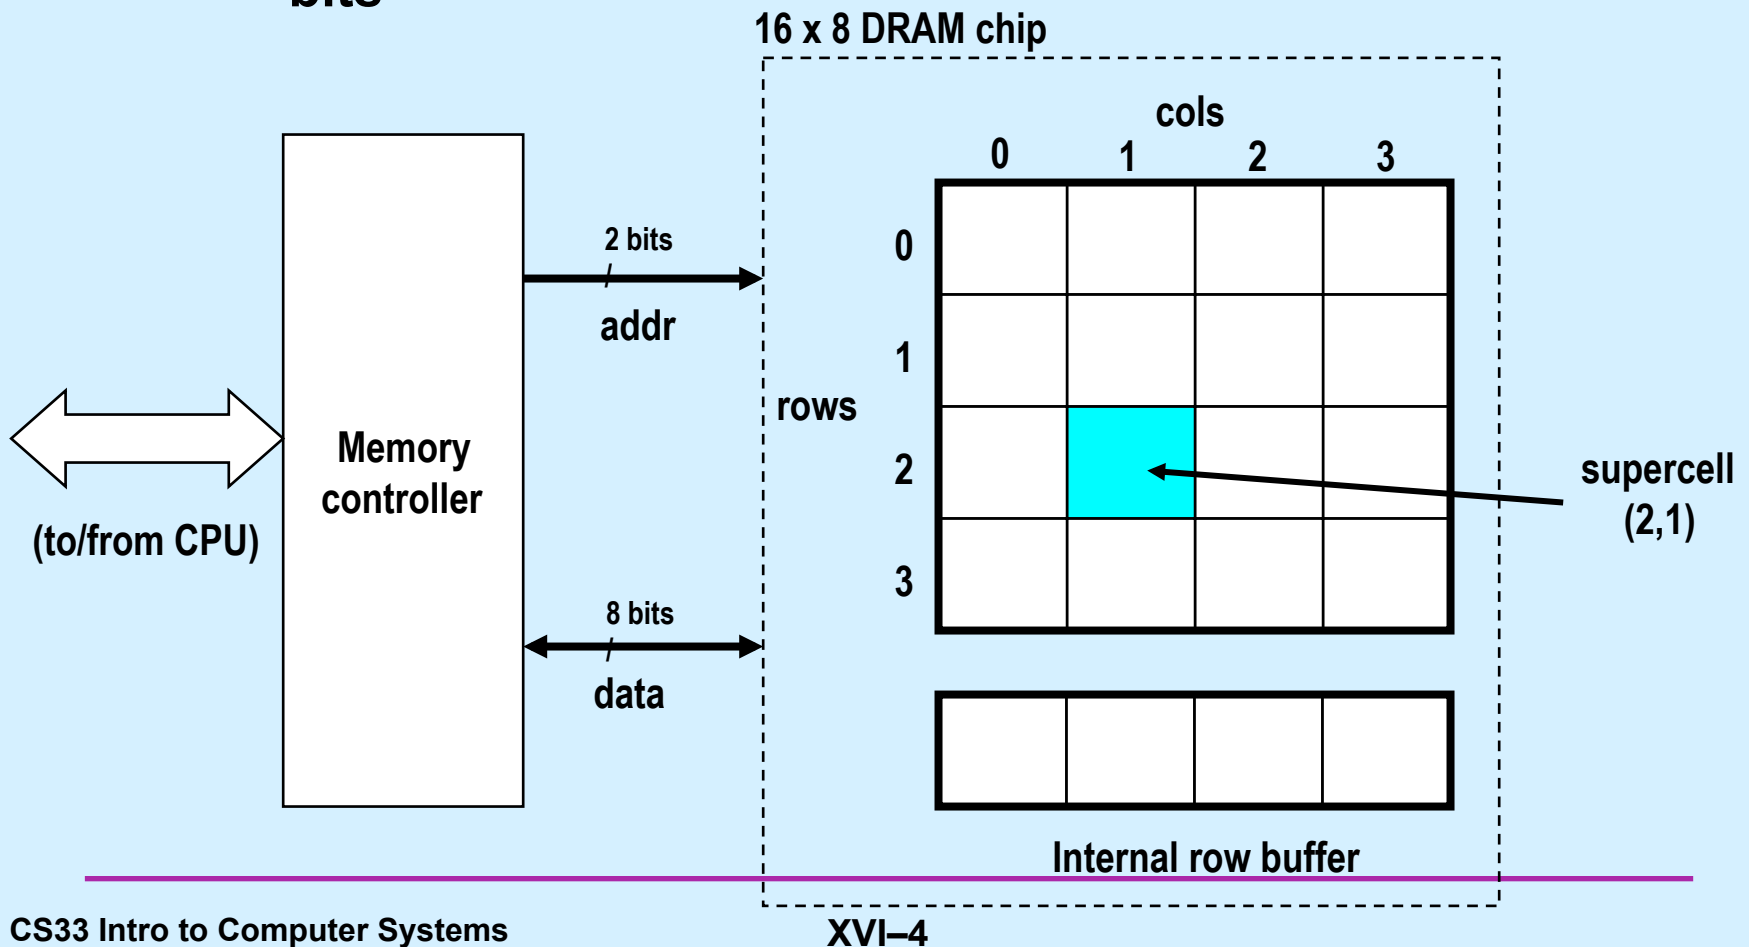 bits
16 x 8 DRAM chip
cols
0 1 2 3
2 bits
addr
0
1
rows
Memory
controller
2
supercell
(2,1)
(to/from CPU)
3
8 bits
data
Internal row buffer
CS33 Intro to Computer Systems
XVI–4